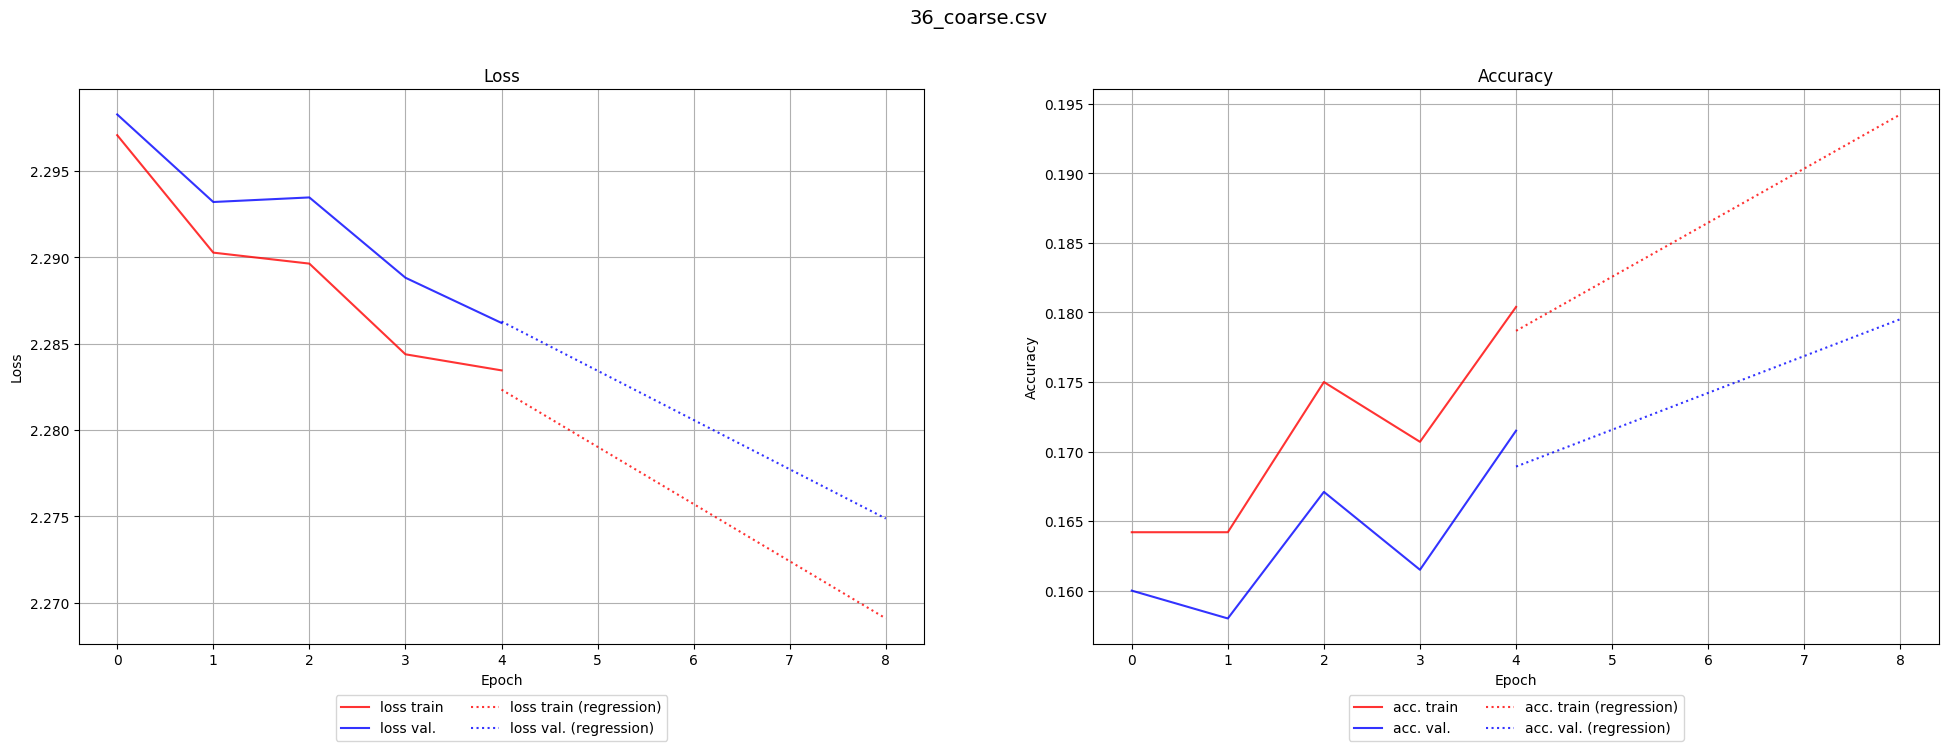 36_coarse.csv
Loss
Loss
2.295
2.290
2.285
2.280
2.275
2.270
0 1 2 3 4 5 6 7 8
Epoch
loss train
loss val.
loss train (regression)
loss val. (regression)
Accuracy
Accuracy
0.195
0.190
0.185
0.180
0.175
0.170
0.165
0.160
0 1 2 3 4 5 6 7 8
Epoch
acc. train
acc. val.
acc. train (regression)
acc. val. (regression)